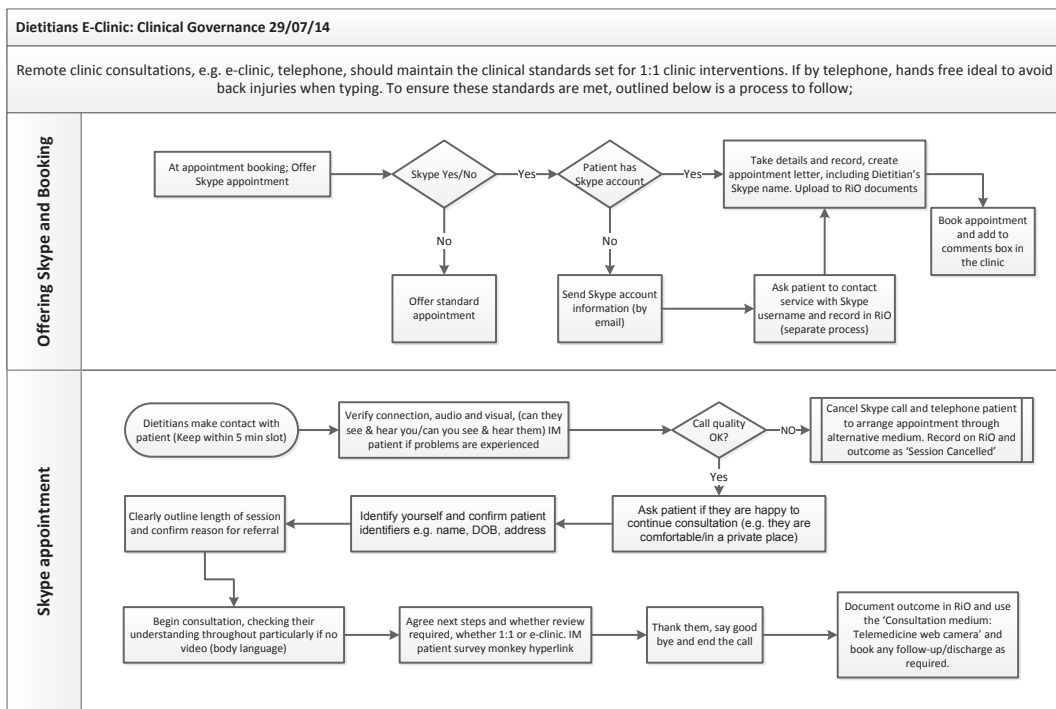 Dietitians E-Clinic: Clinical Governance 29/07/14
Remote clinic consultations, e.g. e-clinic, telephone, should maintain the clinical standards set for 1:1 clinic interventions. If by telephone, hands free ideal to avoid
back injuries when typing. To ensure these standards are met, outlined below is a process to follow;
Offering Skype and Booking
At appointment booking; Offer
Skype appointment
Skype Yes/No
Yes
Patient has
Skype account
Yes
Take details and record, create
appointment letter, including Dietitian’s
Skype name. Upload to RiO documents
Book appointment
and add to
comments box in
the clinic
No
No
Offer standard
appointment
Send Skype account
information (by
email)
Ask patient to contact
service with Skype
username and record in RiO
(separate process)
Skype appointment
Dietitians make contact with
patient (Keep within 5 min slot)
Verify connection, audio and visual, (can they
see & hear you/can you see & hear them) IM
patient if problems are experienced
Call quality
OK?
NO
Cancel Skype call and telephone patient
to arrange appointment through
alternative medium. Record on RiO and
outcome as ‘Session Cancelled’
Yes
Ask patient if they are happy to
continue consultation (e.g. they are
comfortable/in a private place)
Identify yourself and confirm patient
identifiers e.g. name, DOB, address
Clearly outline length of session
and confirm reason for referral
Begin consultation, checking their
understanding throughout particularly if no
video (body language)
Agree next steps and whether review
required, whether 1:1 or e-clinic. IM
patient survey monkey hyperlink
Thank them, say good
bye and end the call
Document outcome in RiO and use
the ‘Consultation medium:
Telemedicine web camera’ and
book any follow-up/discharge as
required.